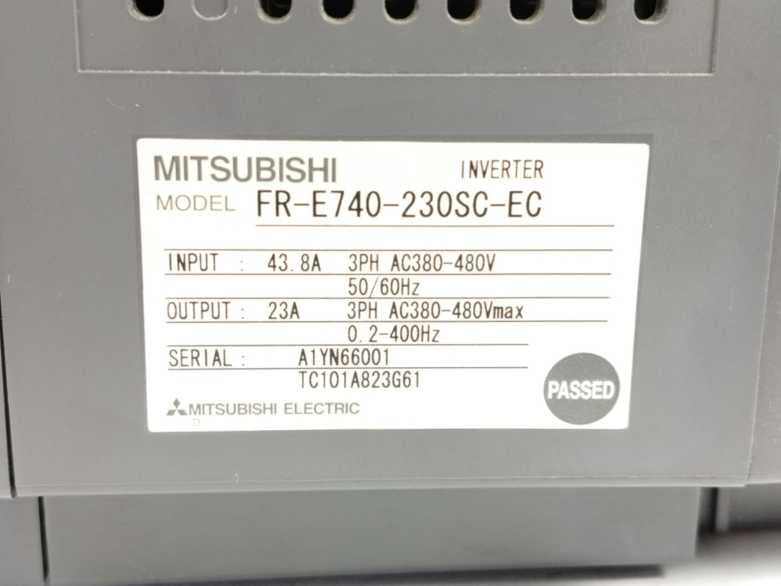 MITSUBISHI INVERTER
MODEL FR-E740-230SC-EC
INPUT : 43.8A 3PH AC380-480V
50/60Hz
OUTPUT : 23A 3PH AC380-480Vmax
0.2-400Hz
SERIAL : A1YN66001
TC101A823G61
PASSED
MITSUBISHI ELECTRIC
D